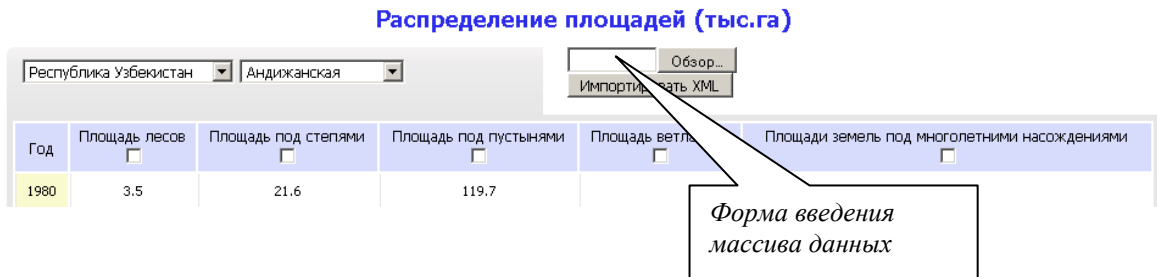 Распределение площадей (тыс.га)
Республика Узбекистан Андижанская Обзор...
Импортировать XML
Год Площадь лесов Площадь под степями Площадь под пустынями Площадь ветла Площади земель под многолетними насождениями
1980 3.5 21.6 119.7
Форма введения
массива данных